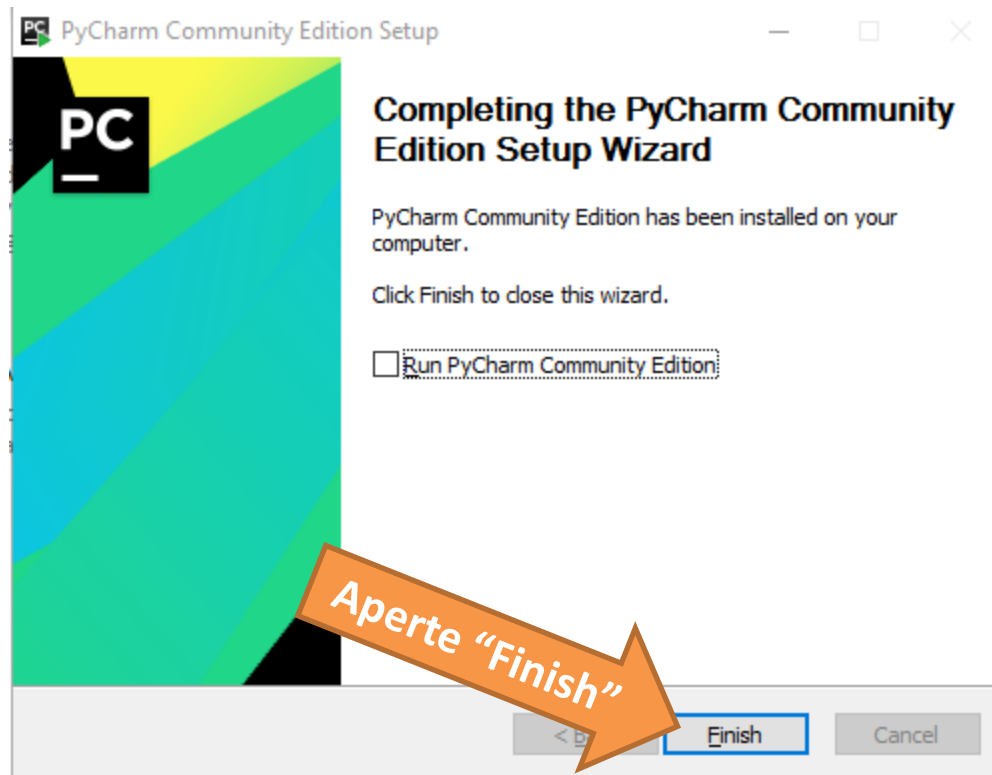 PyCharm Community Edition Setup
PC
Completing the PyCharm Community
Edition Setup Wizard
PyCharm Community Edition has been installed on your
computer.
Click Finish to close this wizard.
Run PyCharm Community Edition
Aperte “Finish”
< B
Finish
Cancel